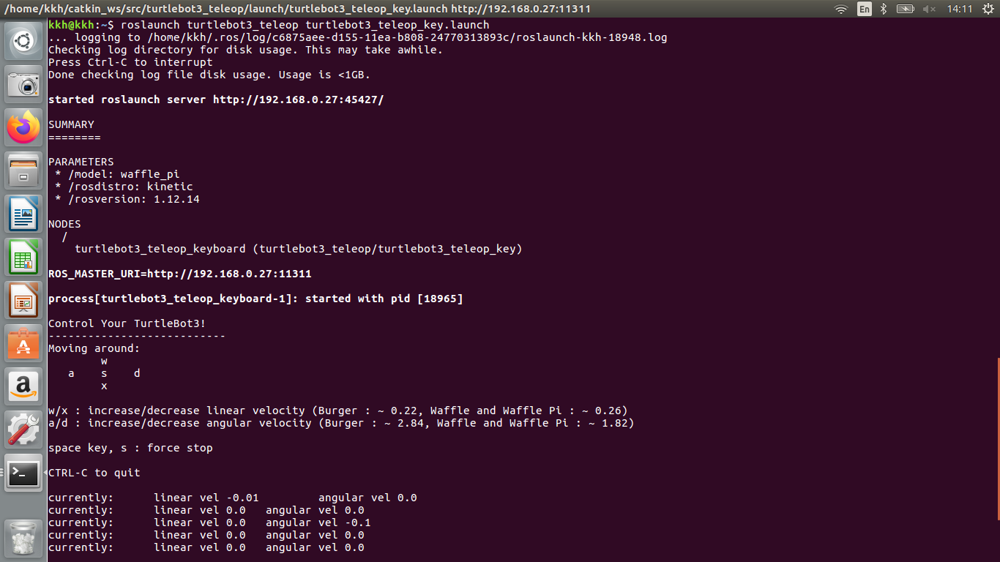 /home/kkh/catkin_ws/src/turtlebot3_teleop/launch/turtlebot3_teleop_key.launch http://192.168.0.27:11311
En
14:11
kkh@kkh:~$ roslaunch turtlebot3_teleop turtlebot3_teleop_key.launch
... logging to /home/kkh/.ros/log/c6875aee-d155-11ea-b808-24770313893c/roslaunch-kkh-18948.log
Checking log directory for disk usage. This may take awhile.
Press Ctrl-C to interrupt
Done checking log file disk usage. Usage is <1GB.
started roslaunch server http://192.168.0.27:45427/
SUMMARY
========
PARAMETERS
 * /model: waffle_pi
 * /rosdistro: kinetic
 * /rosversion: 1.12.14
NODES
  /
    turtlebot3_teleop_keyboard (turtlebot3_teleop/turtlebot3_teleop_key)
ROS_MASTER_URI=http://192.168.0.27:11311
process[turtlebot3_teleop_keyboard-1]: started with pid [18965]
Control Your TurtleBot3!
---------------------------
Moving around:
        w
   a    s    d
        x
w/x : increase/decrease linear velocity (Burger : ~ 0.22, Waffle and Waffle Pi : ~ 0.26)
a/d : increase/decrease angular velocity (Burger : ~ 2.84, Waffle and Waffle Pi : ~ 1.82)
space key, s : force stop
CTRL-C to quit
currently:      linear vel -0.01         angular vel 0.0
currently:      linear vel 0.0   angular vel 0.0
currently:      linear vel 0.0   angular vel -0.1
currently:      linear vel 0.0   angular vel 0.0
currently:      linear vel 0.0   angular vel 0.0